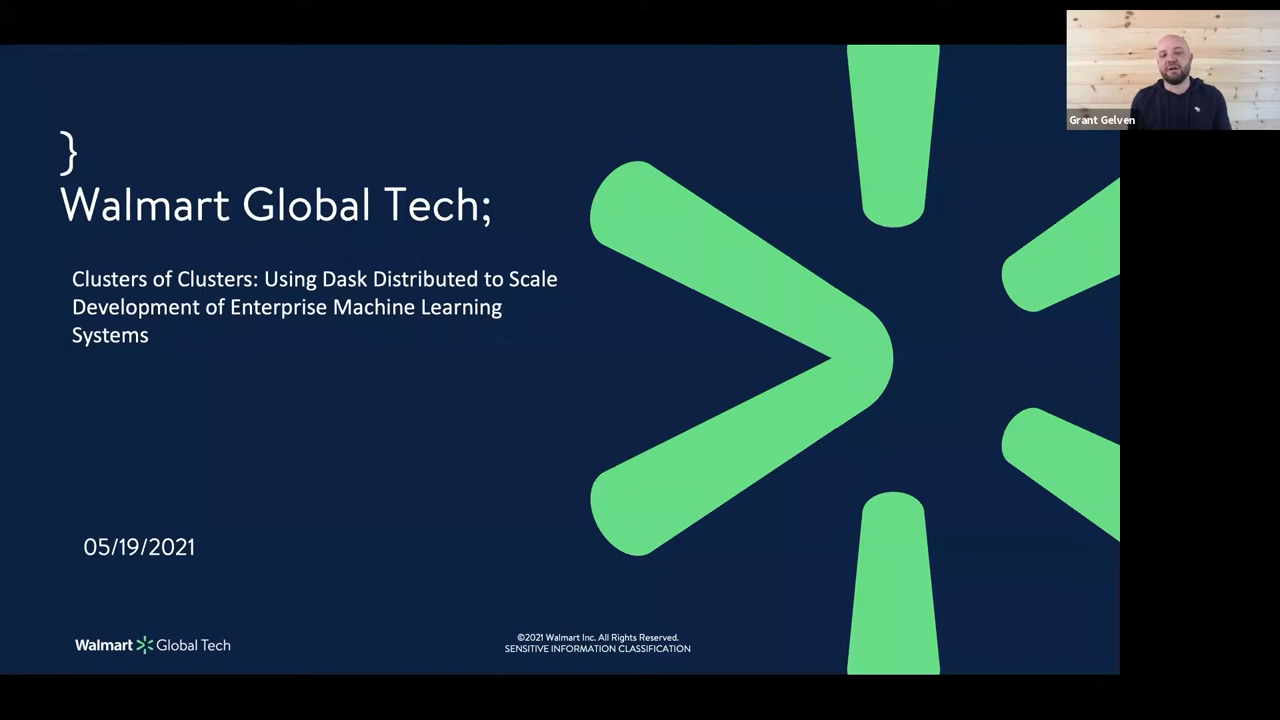 Grant Gelven
}
Walmart Global Tech;
Clusters of Clusters: Using Dask Distributed to Scale
Development of Enterprise Machine Learning
Systems
05/19/2021
Walmart Global Tech
©2021 Walmart Inc. All Rights Reserved.
SENSITIVE INFORMATION CLASSIFICATION